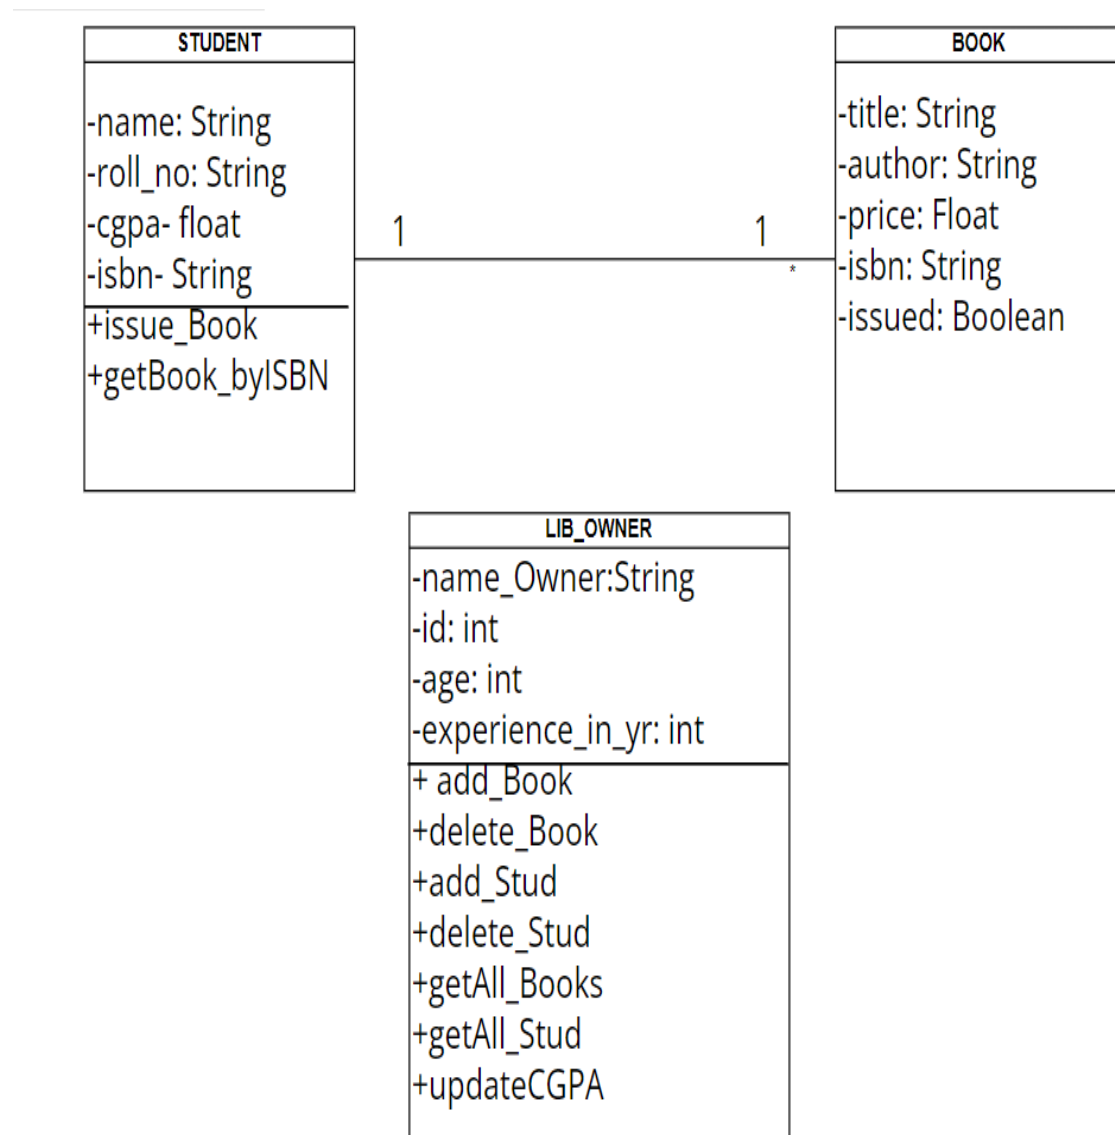 STUDENT
-name: String
-roll_no: String
-cgpa- float
-isbn- String
+issue_Book
+getBook_byISBN
1
1
*
BOOK
-title: String
-author: String
-price: Float
-isbn: String
-issued: Boolean
LIB_OWNER
-name_Owner:String
-id: int
-age: int
-experience_in_yr: int
+ add_Book
+delete_Book
+add_Stud
+delete_Stud
+getAll_Books
+getAll_Stud
+updateCGPA